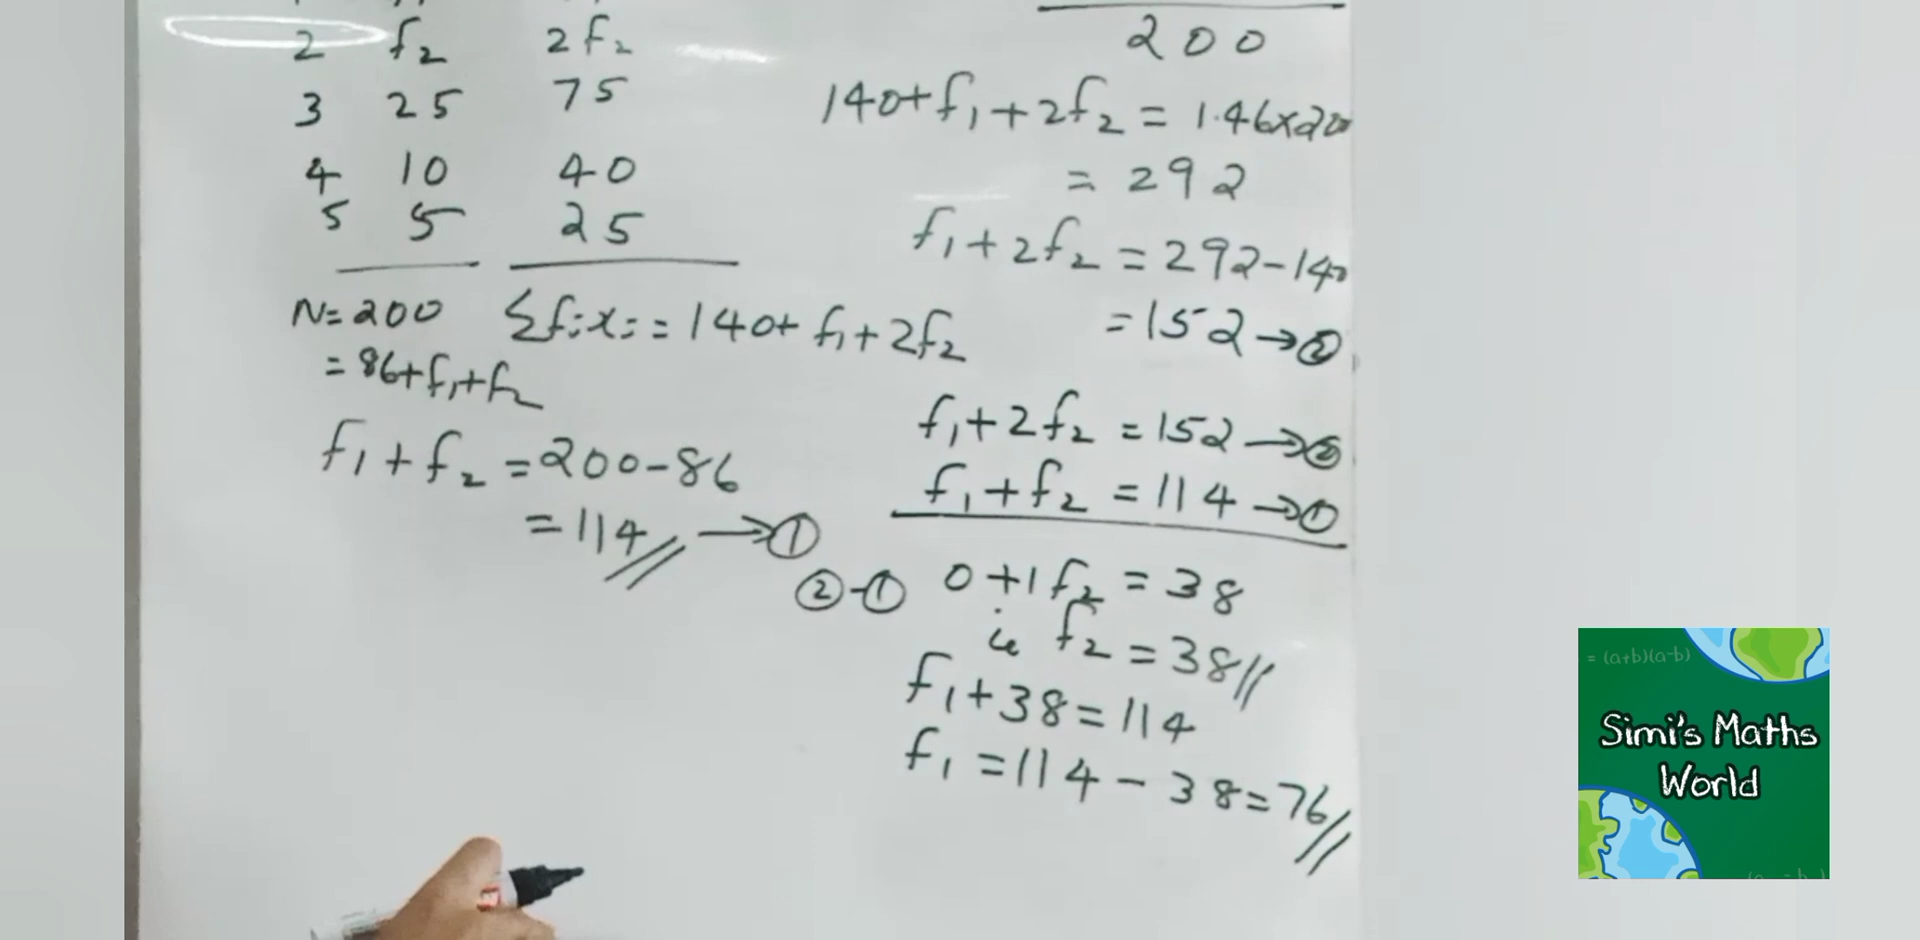 2 f₂ 2f₂
3 25 75
4 10 40
5 5 25
N=200 Σfixi = 140+ f₁+2f₂
= 86+f₁+f₂
f₁+f₂ = 200-86
= 114// → ①
200
140+f₁+2f₂ = 1.46×200
= 292
f₁+2f₂ = 292-140
= 152 → ②
f₁+2f₂ = 152 → ②
f₁+f₂ = 114 → ①
②-① 0+1f₂ = 38
ie f₂ = 38//
f₁+38=114
f₁ = 114 - 38 = 76//
= (a+b)(a-b)
Simi's Maths
World